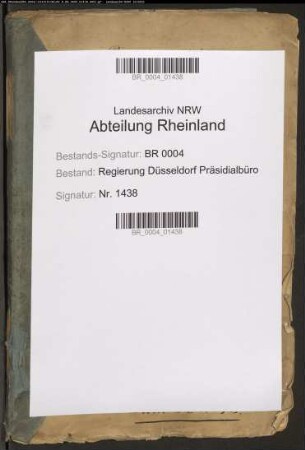 BR_0004_01438
Landesarchiv NRW
Abteilung Rheinland
Bestands-Signatur: BR 0004
Bestand: Regierung Düsseldorf Präsidialbüro
Signatur: Nr. 1438
BR_0004_01438